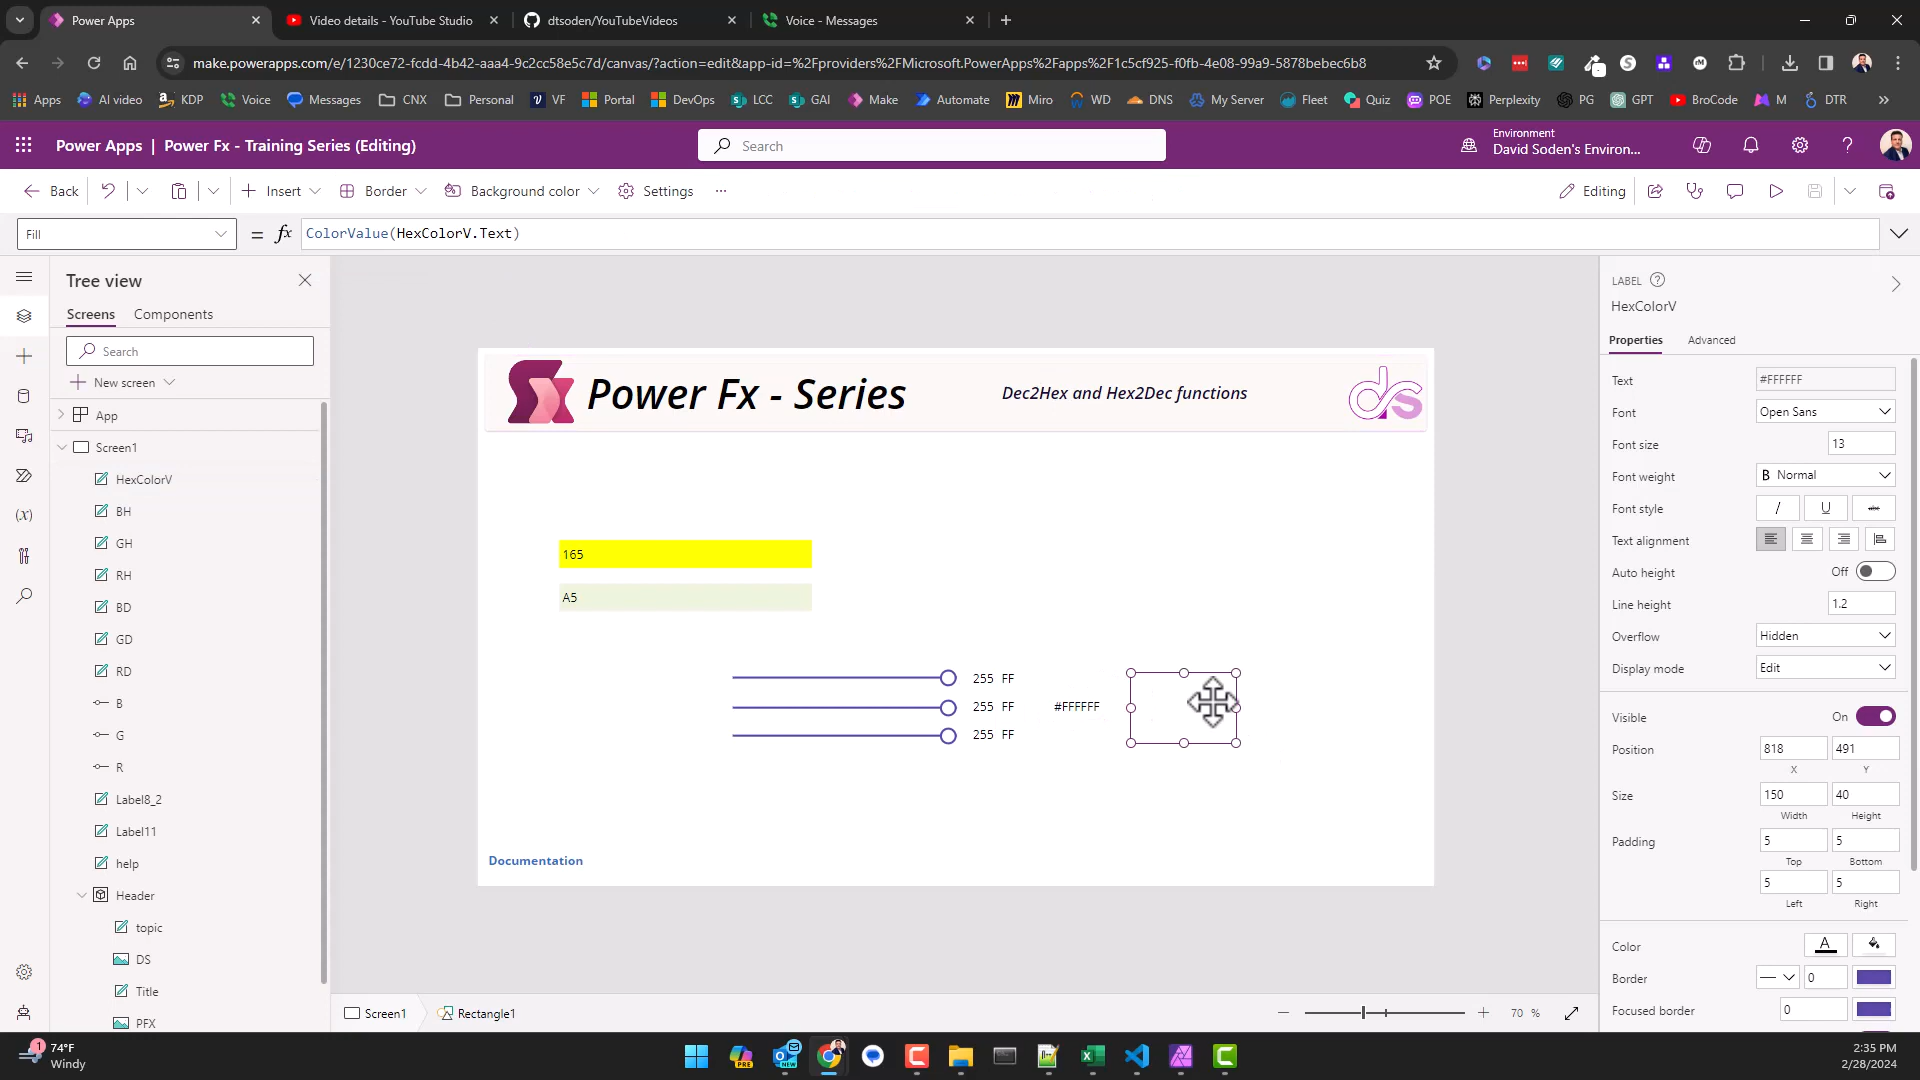 Power Apps
Video details - YouTube Studio
dtsoden/YouTubeVideos
Voice - Messages
make.powerapps.com/e/1230ce72-fcdd-4b42-aaa4-9c2cc58e5c7d/canvas/?action=edit&app-id=%2Fproviders%2FMicrosoft.PowerApps%2Fapps%2F1c5cf925-f0fb-4e08-99a9-5878bebec6b8
Apps
AI video
KDP
Voice
Messages
CNX
Personal
VF
Portal
DevOps
LCC
GAI
Make
Automate
Miro
WD
DNS
My Server
Fleet
Quiz
POE
Perplexity
PG
GPT
BroCode
M
DTR
Power Apps | Power Fx - Training Series (Editing)
Search
Environment
David Soden's Environ...
Back
Insert
Border
Background color
Settings
Editing
Fill
= fx ColorValue(HexColorV.Text)
Tree view
Screens
Components
Search
New screen
App
Screen1
HexColorV
BH
GH
RH
BD
GD
RD
B
G
R
Label8_2
Label11
help
Header
topic
DS
Title
PFX
Power Fx - Series
Dec2Hex and Hex2Dec functions
ds
165
A5
255 FF
255 FF
#FFFFFF
255 FF
Documentation
Screen1
Rectangle1
70 %
LABEL
HexColorV
Properties
Advanced
Text #FFFFFF
Font Open Sans
Font size 13
Font weight B Normal
Font style / U abc
Text alignment
Auto height Off
Line height 1.2
Overflow Hidden
Display mode Edit
Visible On
Position 818 491
X Y
Size 150 40
Width Height
Padding 5 5
Top Bottom
5 5
Left Right
Color A
Border 0
Focused border 0
1
74°F
Windy
PRE
NEW
2:35 PM
2/28/2024